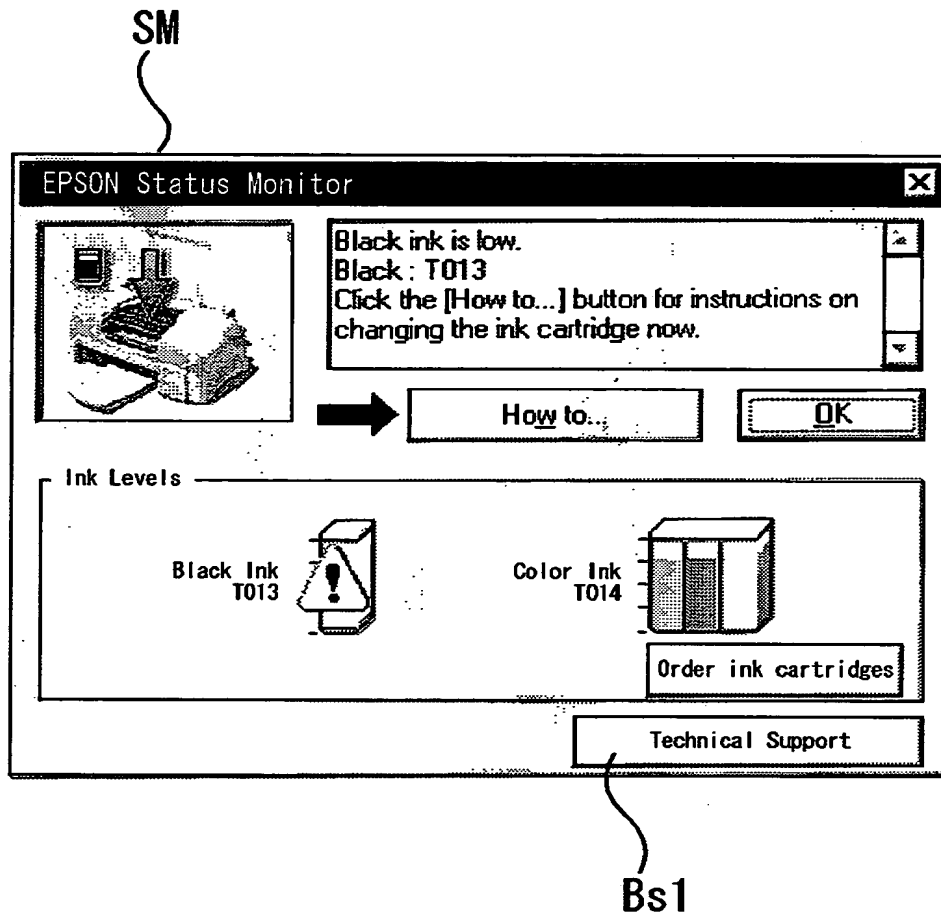 SM
EPSON Status Monitor
Black ink is low.
Black : T013
Click the [How to...] button for instructions on
changing the ink cartridge now.
How to...
OK
Ink Levels
Black Ink
T013
Color Ink
T014
Order ink cartridges
Technical Support
Bs1